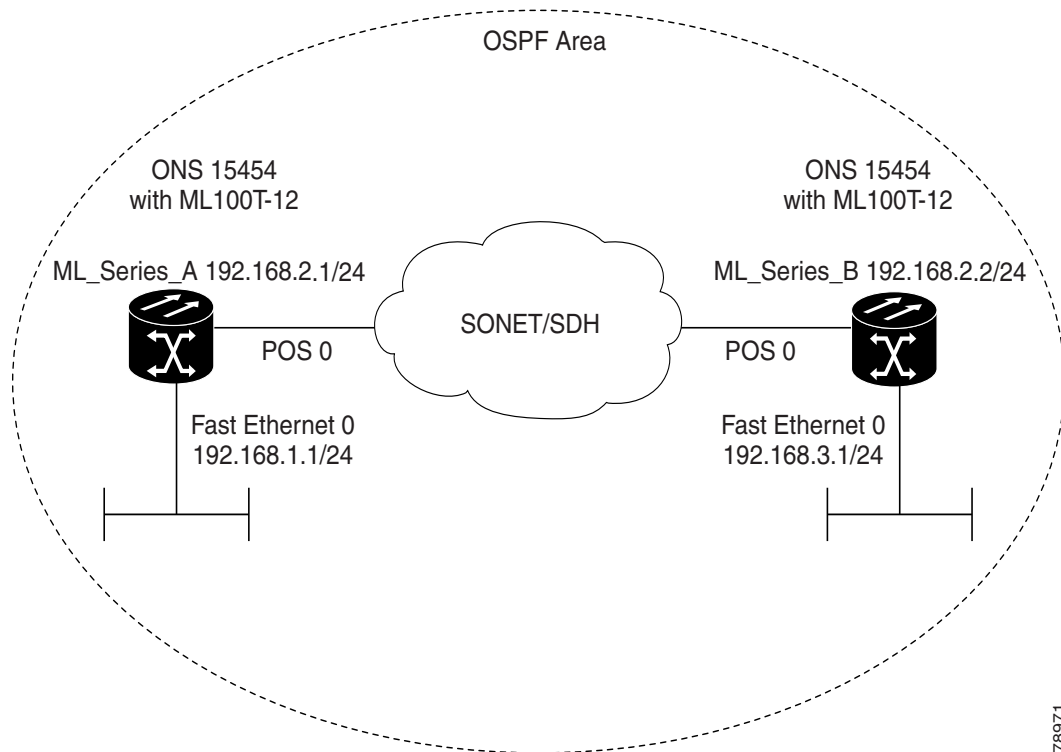 OSPF Area
ONS 15454
with ML100T-12
ONS 15454
with ML100T-12
ML_Series_A 192.168.2.1/24
ML_Series_B 192.168.2.2/24
SONET/SDH
POS 0
POS 0
Fast Ethernet 0
192.168.1.1/24
Fast Ethernet 0
192.168.3.1/24
78971